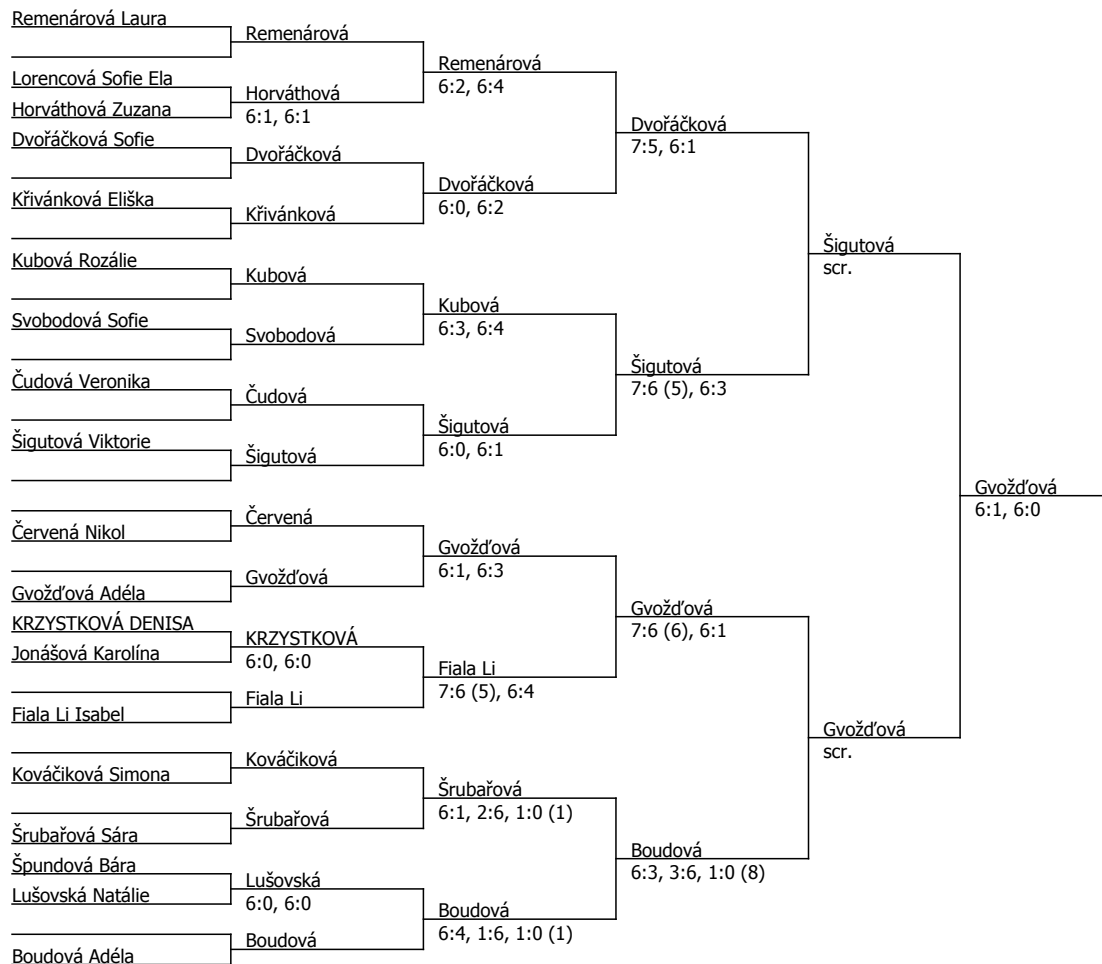 Remenárová Laura
Lorencová Sofie Ela
Horváthová Zuzana
Dvořáčková Sofie
Křivánková Eliška
Kubová Rozálie
Svobodová Sofie
Čudová Veronika
Šigutová Viktorie
Červená Nikol
Gvožďová Adéla
KRZYSTKOVÁ DENISA
Jonášová Karolína
Fiala Li Isabel
Kováčiková Simona
Šrubařová Sára
Špundová Bára
Lušovská Natálie
Boudová Adéla
Remenárová
Horváthová
6:1, 6:1
Dvořáčková
Křivánková
Kubová
Svobodová
Čudová
Šigutová
Červená
Gvožďová
KRZYSTKOVÁ
6:0, 6:0
Fiala Li
Kováčiková
Šrubařová
Lušovská
6:0, 6:0
Boudová
Remenárová
6:2, 6:4
Dvořáčková
6:0, 6:2
Kubová
6:3, 6:4
Šigutová
6:0, 6:1
Gvožďová
6:1, 6:3
Fiala Li
7:6 (5), 6:4
Šrubařová
6:1, 2:6, 1:0 (1)
Boudová
6:4, 1:6, 1:0 (1)
Dvořáčková
7:5, 6:1
Šigutová
7:6 (5), 6:3
Gvožďová
7:6 (6), 6:1
Boudová
6:3, 3:6, 1:0 (8)
Šigutová
scr.
Gvožďová
scr.
Gvožďová
6:1, 6:0